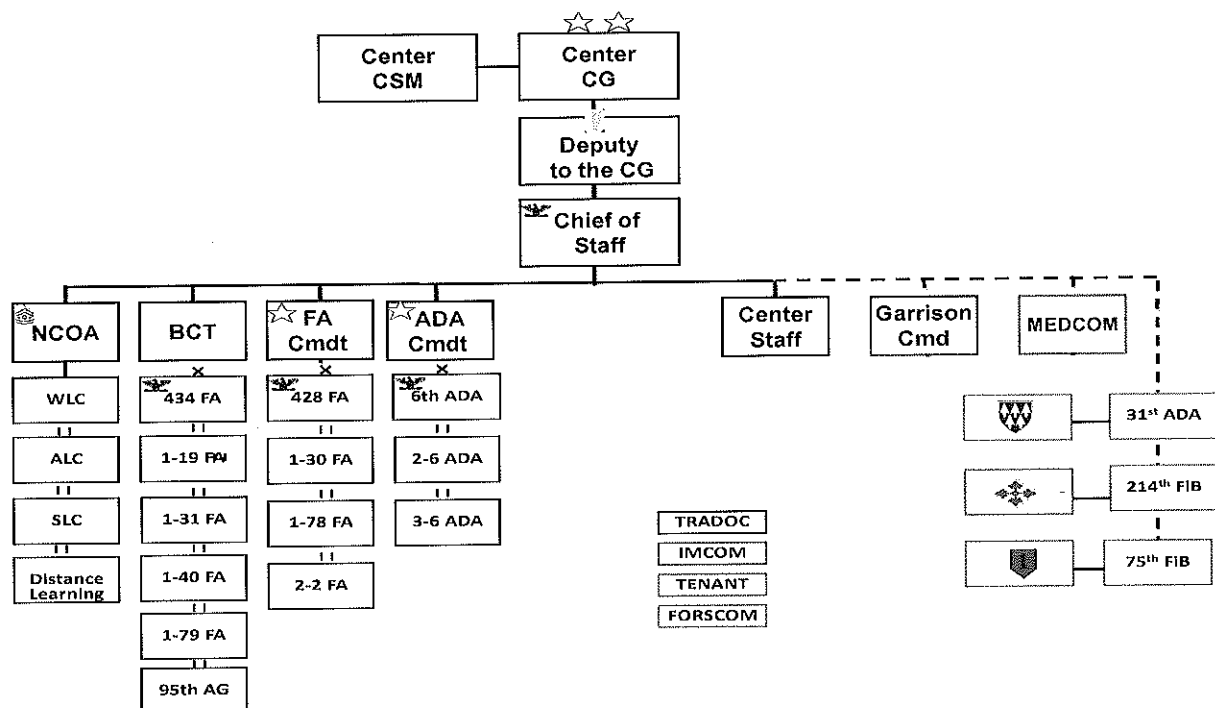 Center
CSM
Center
CG
Deputy
to the CG
Chief of
Staff
NCOA
BCT
FA
Cmdt
ADA
Cmdt
Center
Staff
Garrison
Cmd
MEDCOM
WLC
ALC
SLC
Distance
Learning
434 FA
1-19 FA
1-31 FA
1-40 FA
1-79 FA
95th AG
428 FA
1-30 FA
1-78 FA
2-2 FA
6th ADA
2-6 ADA
3-6 ADA
TRADOC
IMCOM
TENANT
FORSCOM
31st ADA
214th FiB
1
75th FiB